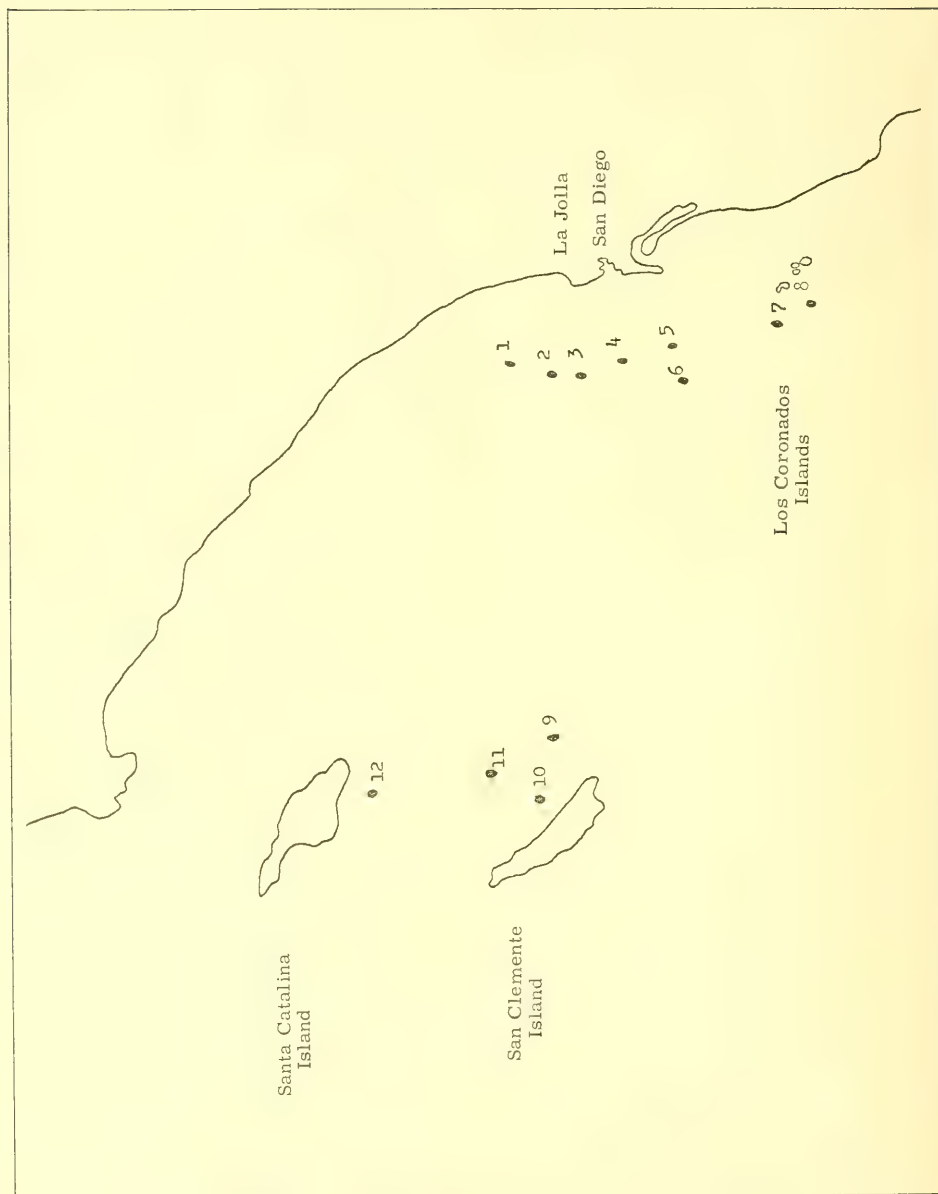 La Jolla
San Diego
1
2
3
4
5
6
7
8
Los Coronados
Islands
9
10
11
12
Santa Catalina
Island
San Clemente
Island